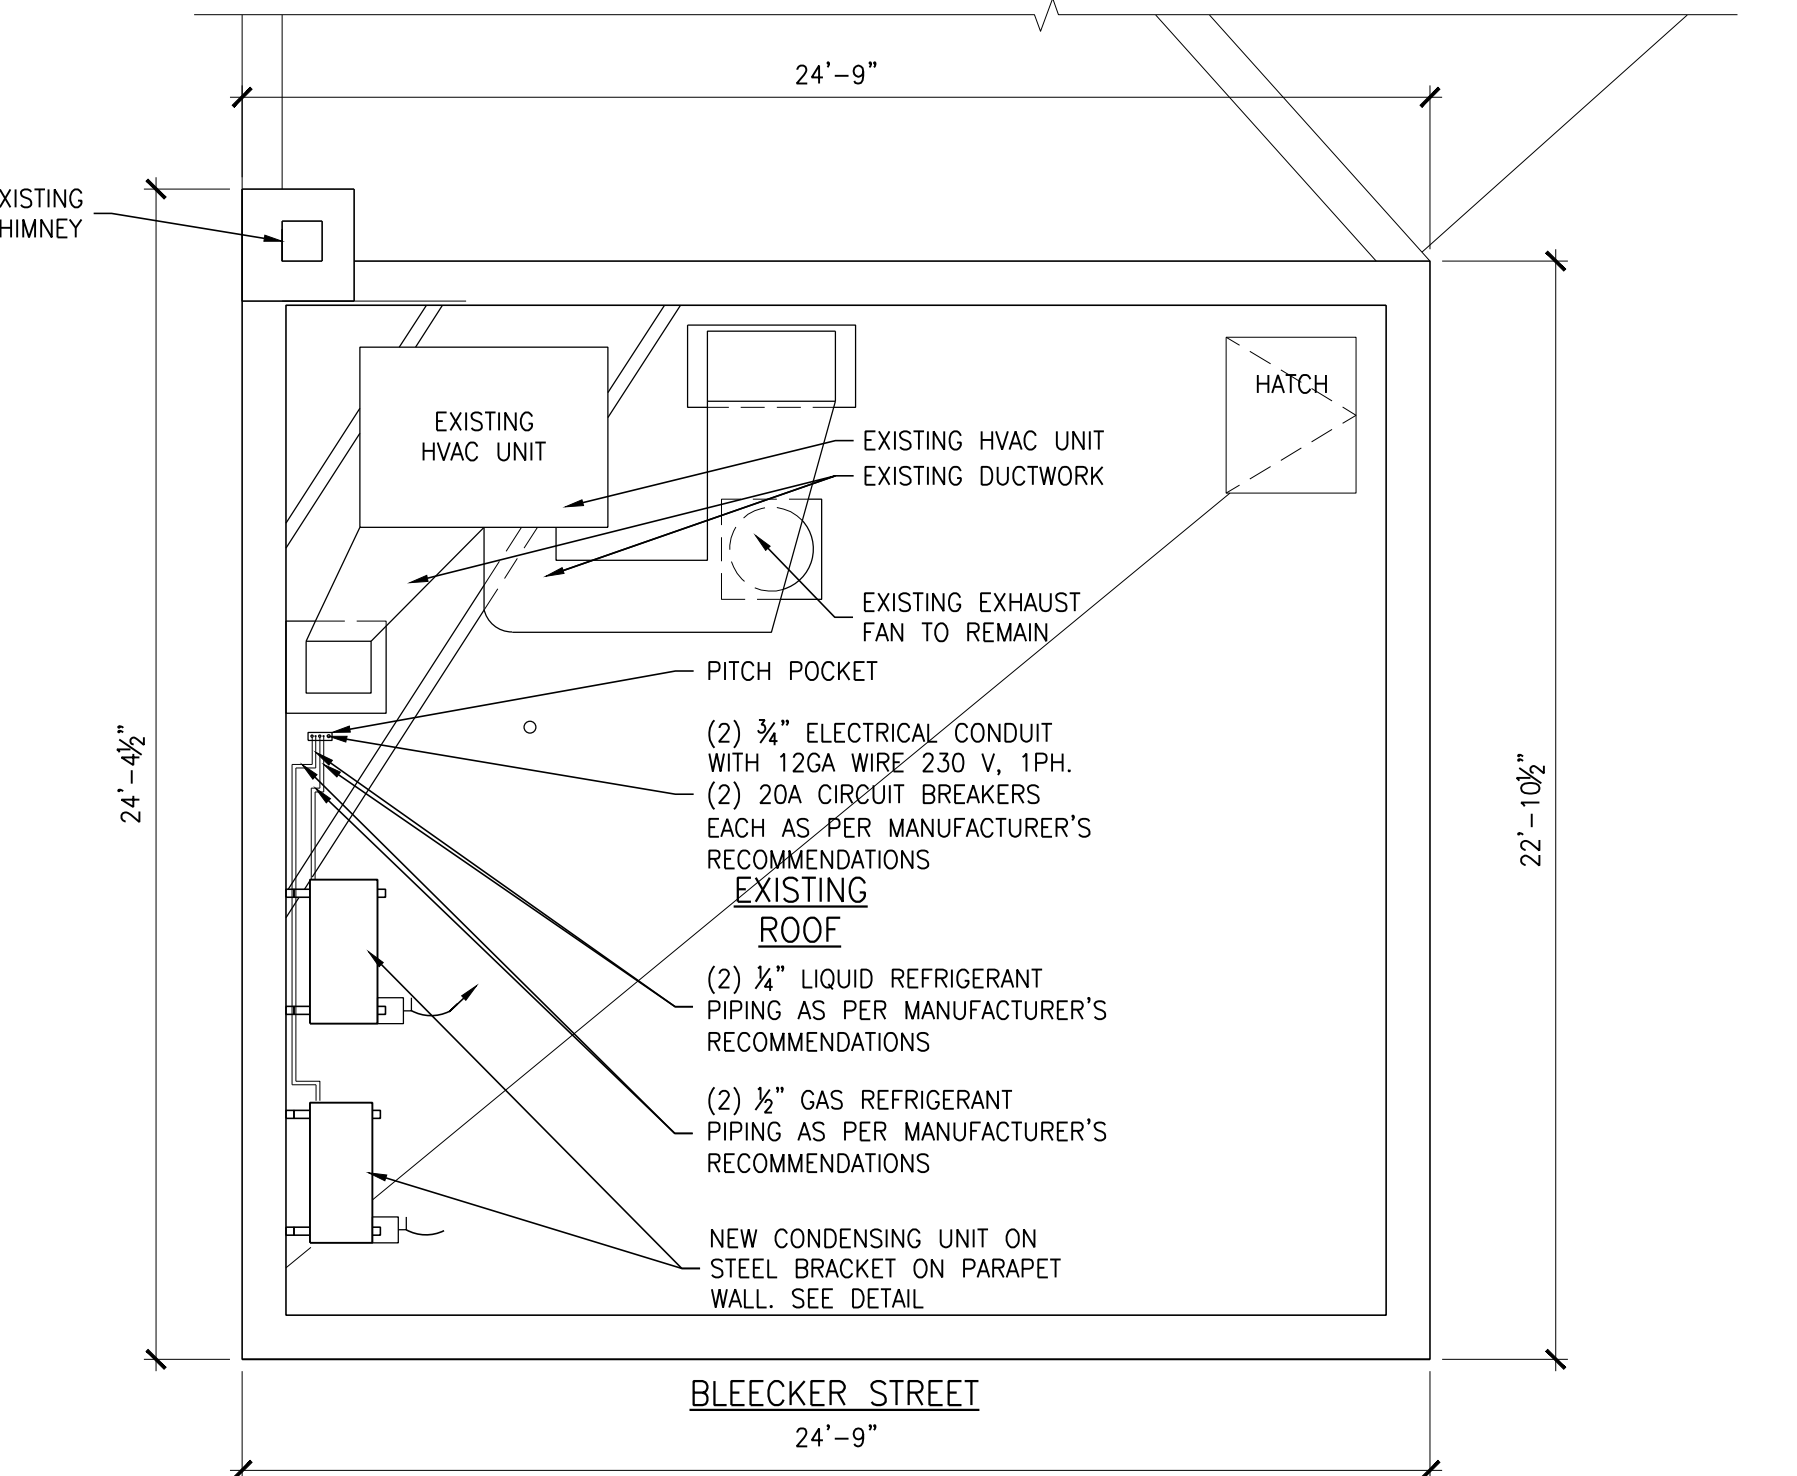 24'-9"
XISTING
HIMNEY
HATCH
EXISTING
HVAC UNIT
EXISTING HVAC UNIT
EXISTING DUCTWORK
EXISTING EXHAUST
FAN TO REMAIN
PITCH POCKET
(2) ¾" ELECTRICAL CONDUIT
WITH 12GA WIRE 230 V, 1PH.
(2) 20A CIRCUIT BREAKERS
EACH AS PER MANUFACTURER'S
RECOMMENDATIONS
24'-4½"
22'-10½"
EXISTING
ROOF
(2) ¼" LIQUID REFRIGERANT
PIPING AS PER MANUFACTURER'S
RECOMMENDATIONS
(2) ½" GAS REFRIGERANT
PIPING AS PER MANUFACTURER'S
RECOMMENDATIONS
NEW CONDENSING UNIT ON
STEEL BRACKET ON PARAPET
WALL. SEE DETAIL
BLEECKER STREET
24'-9"